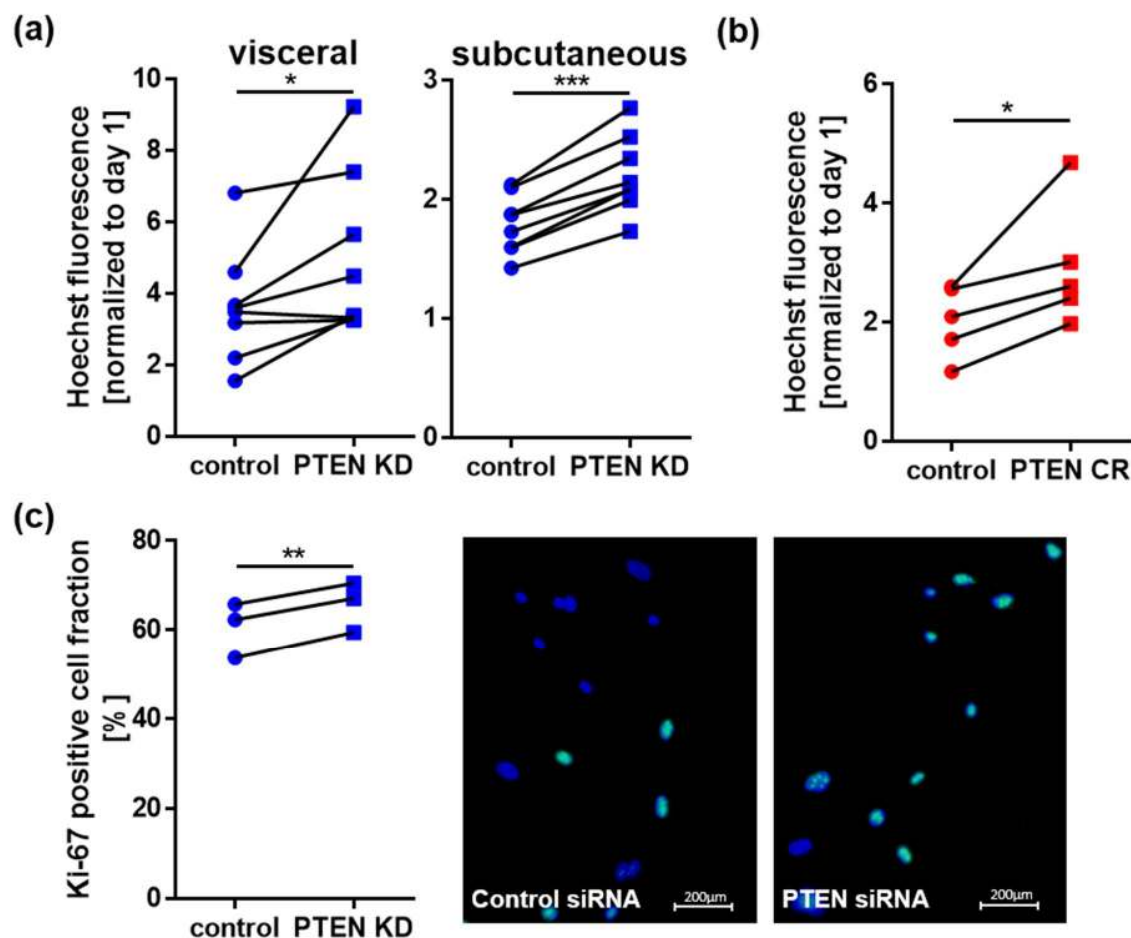 (a)
visceral
subcutaneous
(b)
Hoechst fluorescence
[normalized to day 1]
10
8
6
4
2
0
*
control PTEN KD
3
2
1
0
***
control PTEN KD
Hoechst fluorescence
[normalized to day 1]
6
4
2
0
*
control PTEN CR
(c)
Ki-67 positive cell fraction
[%]
80
60
40
20
0
**
control PTEN KD
Control siRNA
200µm
PTEN siRNA
200µm